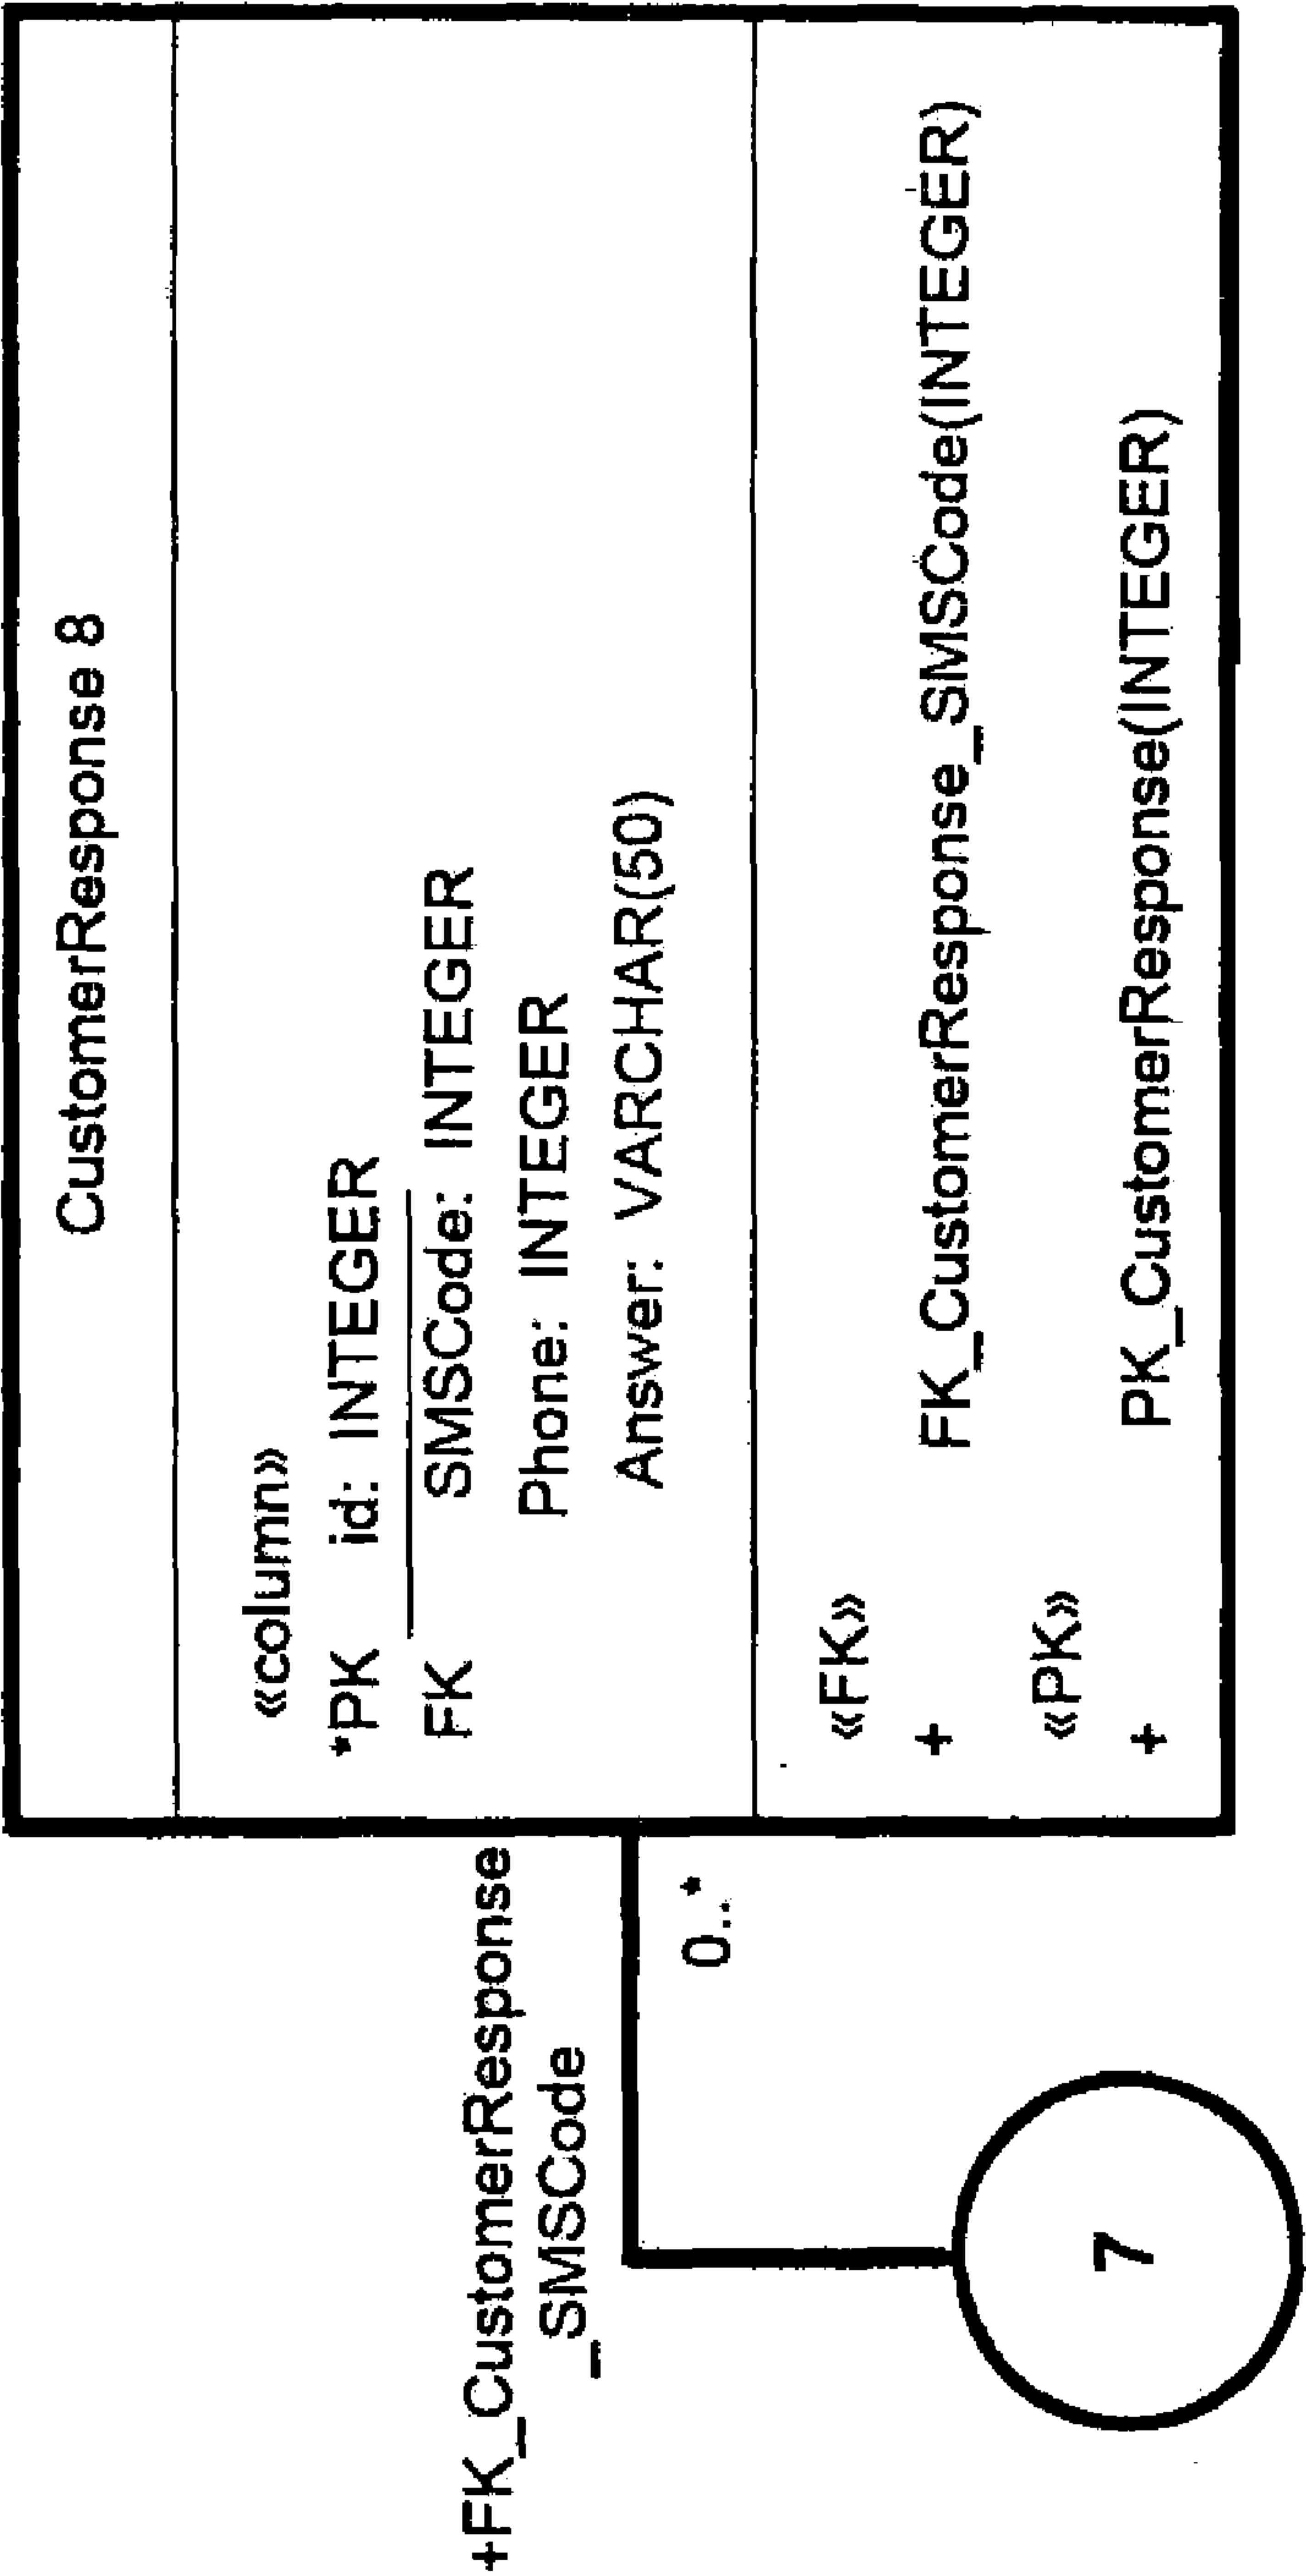 CustomerResponse 8
«column»
*PK id: INTEGER
FK SMSCode: INTEGER
Phone: INTEGER
Answer: VARCHAR(50)
«FK»
+ FK_CustomerResponse_SMSCode(INTEGER)
«PK»
+ PK_CustomerResponse(INTEGER)
+FK_CustomerResponse
_SMSCode
0..*
7